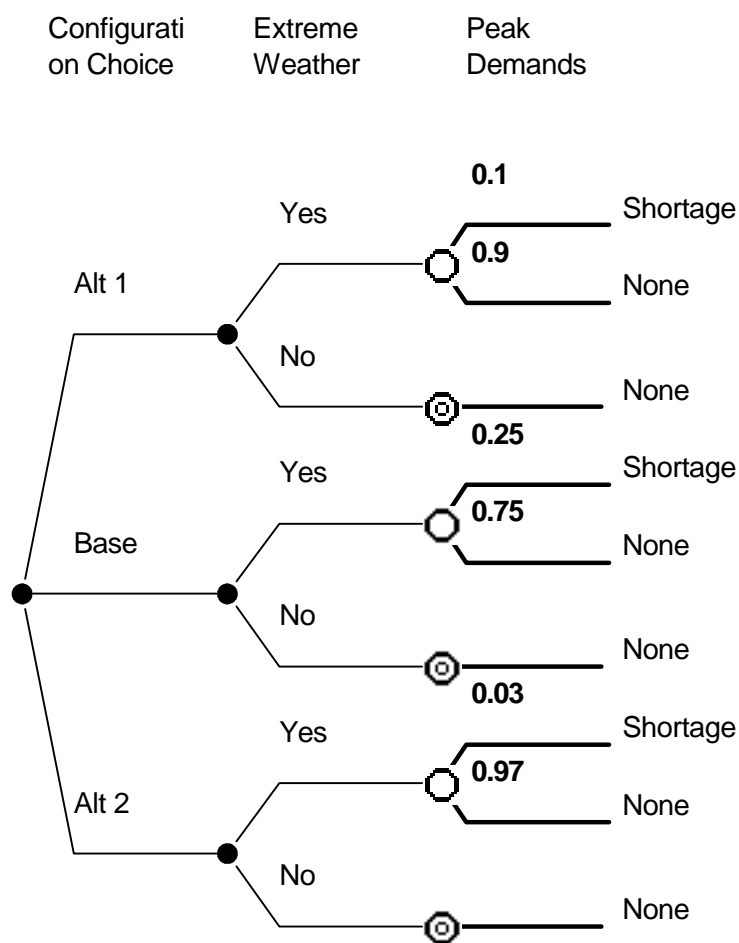 Configurati
on Choice
Extreme
Weather
Peak
Demands
0.1
Shortage
Yes
0.9
Alt 1
None
No
None
0.25
Yes
Shortage
0.75
Base
None
No
None
0.03
Yes
Shortage
0.97
Alt 2
None
No
None